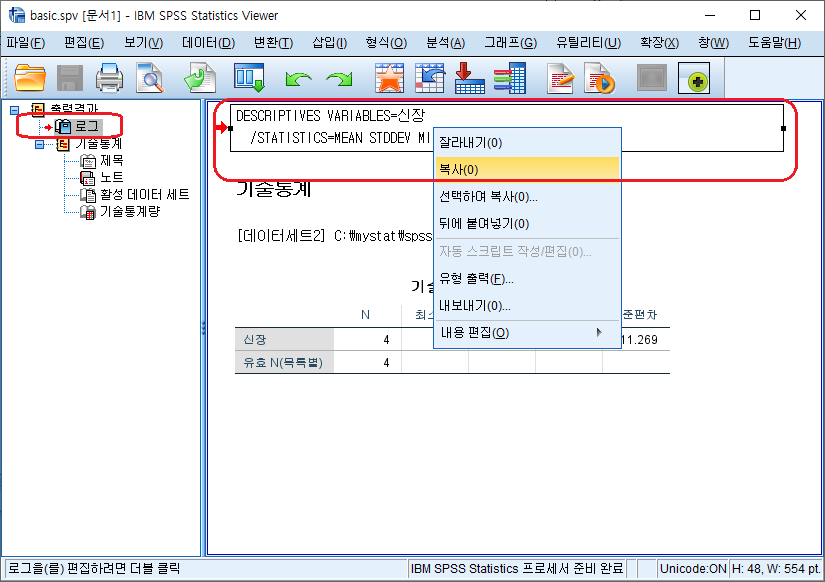 basic.spv [문서1] - IBM SPSS Statistics Viewer
파일(F) 편집(E) 보기(V) 데이터(D) 변환(T) 삽입(I) 형식(O) 분석(A) 그래프(G) 유틸리티(U) 확장(X) 창(W) 도움말(H)
출력결과
로그
기술통계
제목
노트
활성 데이터 세트
기술통계량
DESCRIPTIVES VARIABLES=신장
/STATISTICS=MEAN STDDEV MI
잘라내기(0)
복사(0)
선택하여 복사(0)...
뒤에 붙여넣기(0)
자동 스크립트 작성/편집(0)...
유형 출력(F)...
내보내기(0)...
내용 편집(O)
기술통계
[데이터세트2] C:\mystat\spss
N 준편차
신장 4 11.269
유효 N(목록별) 4
로그을(를) 편집하려면 더블 클릭
IBM SPSS Statistics 프로세서 준비 완료
Unicode:ON
H: 48, W: 554 pt.